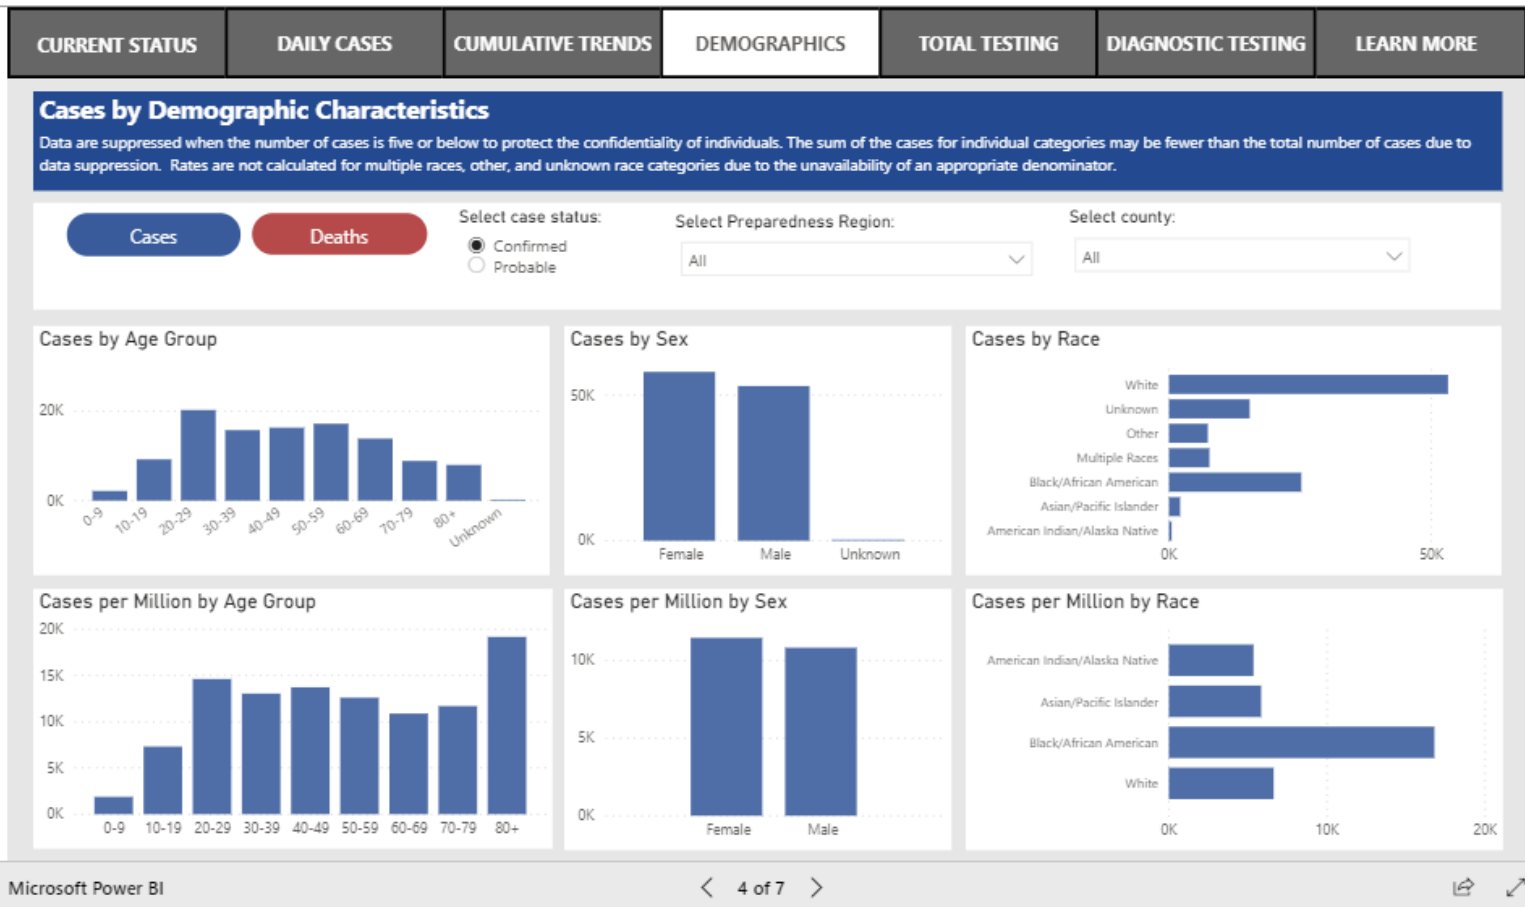 CURRENT STATUS
DAILY CASES
CUMULATIVE TRENDS
DEMOGRAPHICS
TOTAL TESTING
DIAGNOSTIC TESTING
LEARN MORE
Cases by Demographic Characteristics
Data are suppressed when the number of cases is five or below to protect the confidentiality of individuals. The sum of the cases for individual categories may be fewer than the total number of cases due to
data suppression. Rates are not calculated for multiple races, other, and unknown race categories due to the unavailability of an appropriate denominator.
Cases
Deaths
Select case status:
Confirmed
Probable
Select Preparedness Region:
All
Select county:
All
Cases by Age Group
20K
0K
0-9
10-19
20-29
30-39
40-49
50-59
60-69
70-79
80+
Unknown
Cases by Sex
50K
0K
Female
Male
Unknown
Cases by Race
White
Unknown
Other
Multiple Races
Black/African American
Asian/Pacific Islander
American Indian/Alaska Native
0K
50K
Cases per Million by Age Group
20K
15K
10K
5K
0K
0-9
10-19
20-29
30-39
40-49
50-59
60-69
70-79
80+
Cases per Million by Sex
10K
5K
0K
Female
Male
Cases per Million by Race
American Indian/Alaska Native
Asian/Pacific Islander
Black/African American
White
0K
10K
20K
Microsoft Power BI
4 of 7